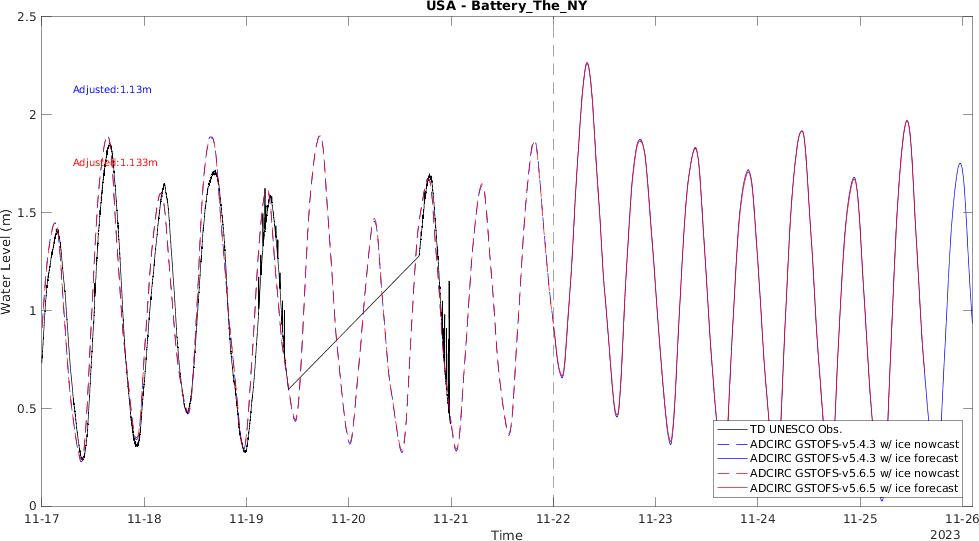 USA - Battery_The_NY
2.5
Adjusted:1.13m
2
Adjusted:1.133m
1.5
Water Level (m)
1
0.5
TD UNESCO Obs.
ADCIRC GSTOFS-v5.4.3 w/ ice nowcast
ADCIRC GSTOFS-v5.4.3 w/ ice forecast
ADCIRC GSTOFS-v5.6.5 w/ ice nowcast
ADCIRC GSTOFS-v5.6.5 w/ ice forecast
0
11-17 11-18 11-19 11-20 11-21 11-22 11-23 11-24 11-25 11-26
Time 2023